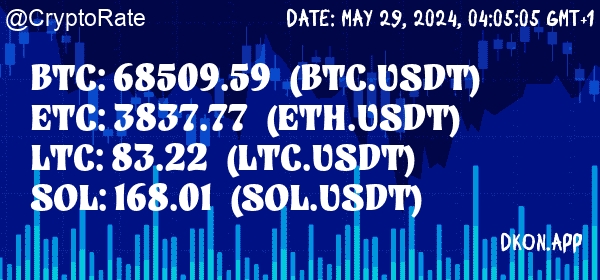 @CryptoRate
DATE: MAY 29, 2024, 04:05:05 GMT+1
BTC: 68509.59 (BTC.USDT)
ETC: 3837.77 (ETH.USDT)
LTC: 83.22 (LTC.USDT)
SOL: 168.01 (SOL.USDT)
DKON.APP